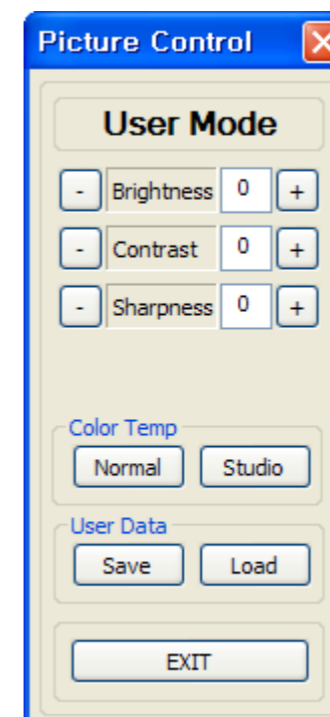 Picture Control
User Mode
- Brightness 0 +
- Contrast 0 +
- Sharpness 0 +
Color Temp
Normal Studio
User Data
Save Load
EXIT